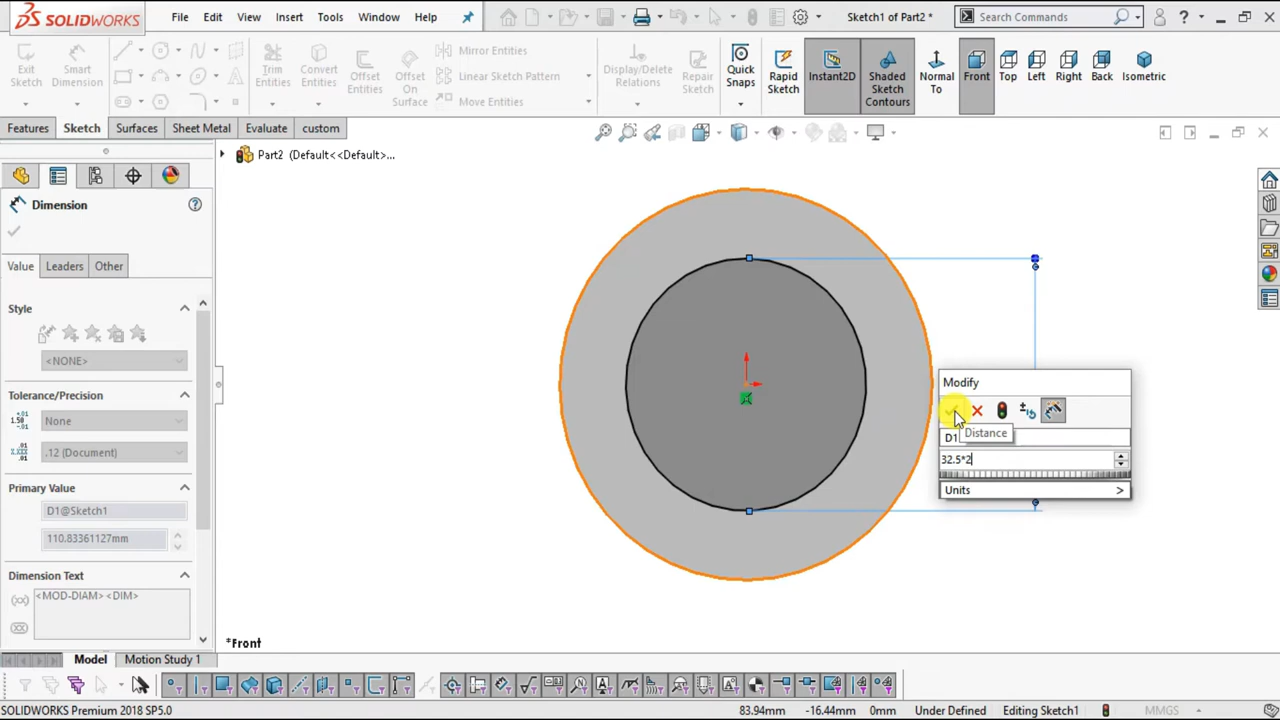 SOLIDWORKS File Edit View Insert Tools Window Help Sketch1 of Part2 * Search Commands
Exit Sketch
Smart Dimension
Trim Entities
Convert Entities
Offset Entities
Offset On Surface
Mirror Entities
Linear Sketch Pattern
Move Entities
Display/Delete Relations
Repair Sketch
Quick Snaps
Rapid Sketch
Instant2D
Shaded Sketch Contours
Normal To
Front
Top
Left
Right
Back
Isometric
Features Sketch Surfaces Sheet Metal Evaluate custom
Part2 (Default<<Default>...
Dimension
Value Leaders Other
Style
<NONE>
Tolerance/Precision
None
.12 (Document)
Primary Value
D1@Sketch1
110.83361127mm
Dimension Text
<MOD-DIAM><DIM>
Modify
Distance
D1
32.5*2
Units >
*Front
Model Motion Study 1
SOLIDWORKS Premium 2018 SP5.0 83.94mm -16.44mm 0mm Under Defined Editing Sketch1 MMGS